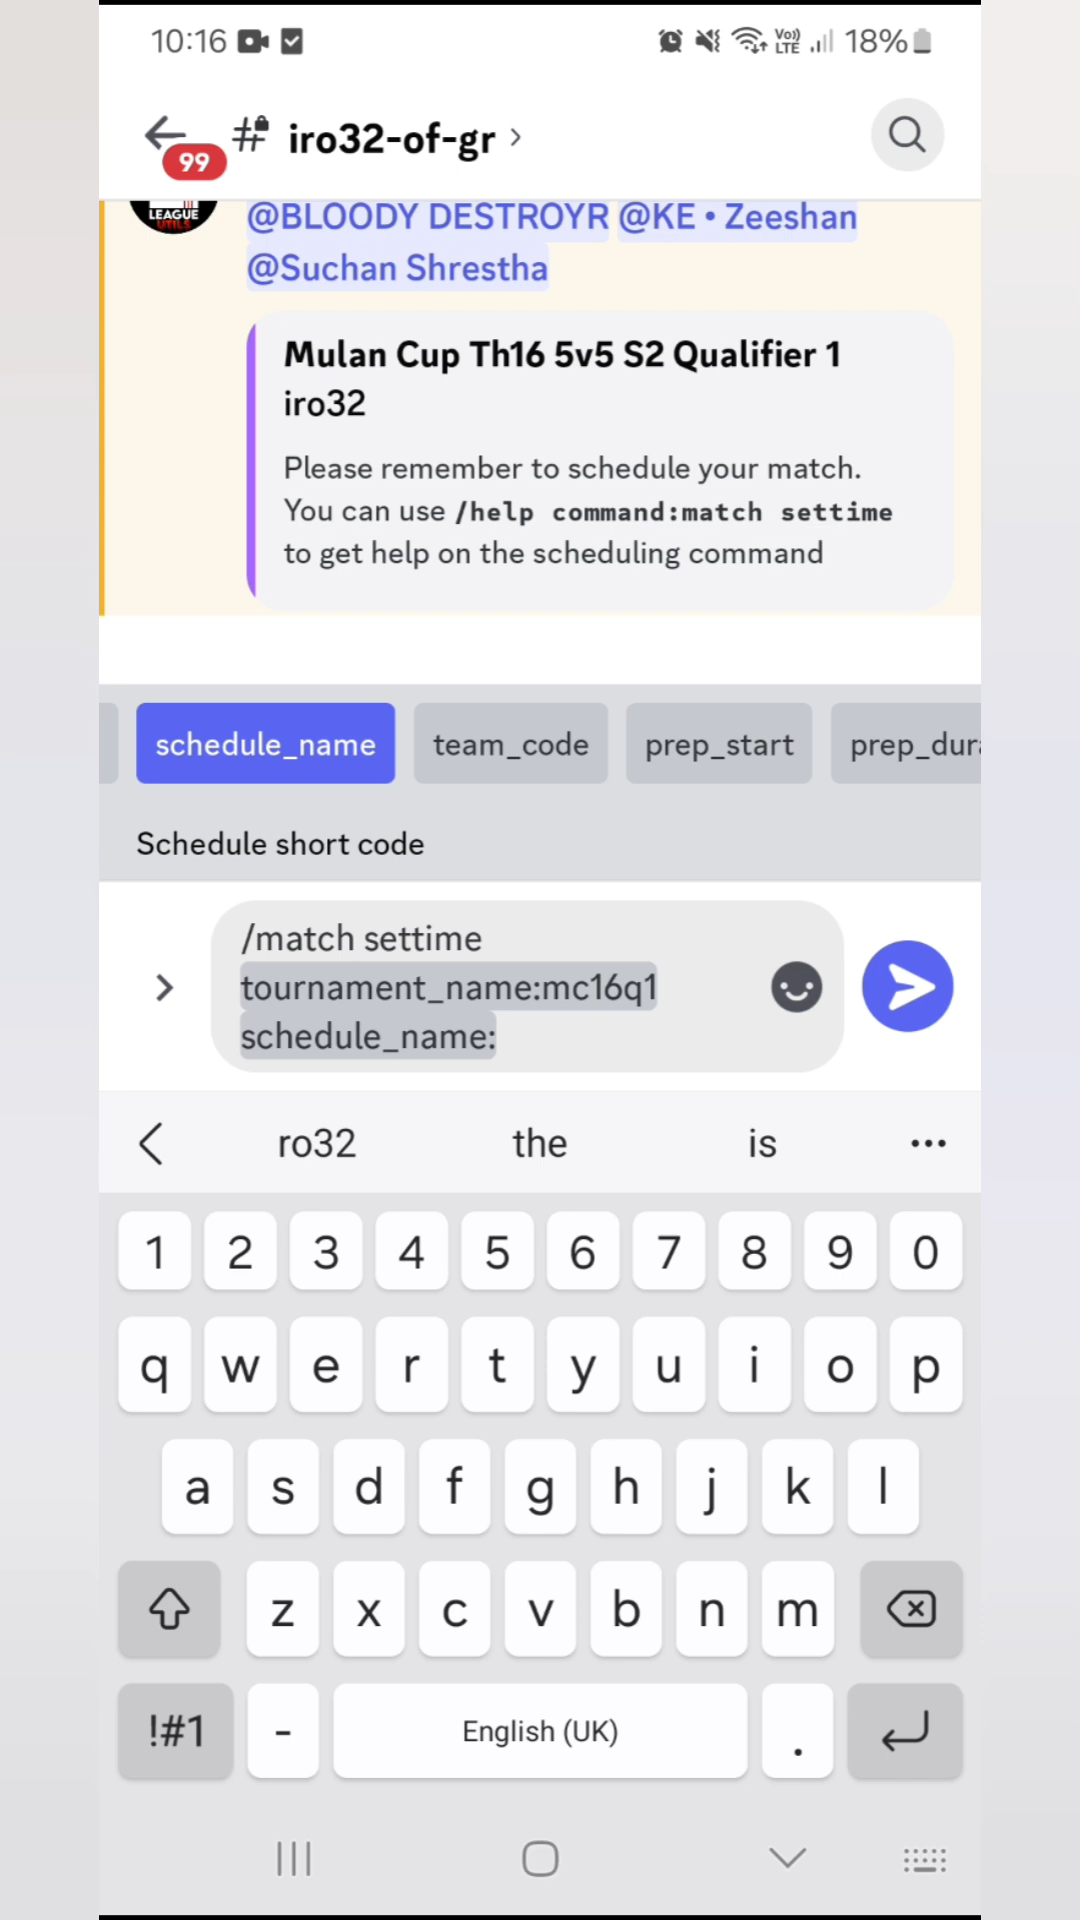 10:16 Vo)) LTE 18%
99 # iro32-of-gr
LEAGUE
UTILS
@BLOODY DESTROYR @KE • Zeeshan
@Suchan Shrestha
Mulan Cup Th16 5v5 S2 Qualifier 1
iro32
Please remember to schedule your match.
You can use /help command:match settime
to get help on the scheduling command
schedule_name team_code prep_start prep_dur
Schedule short code
/match settime
tournament_name:mc16q1
schedule_name:
ro32 the is ...
1 2 3 4 5 6 7 8 9 0
q w e r t y u i o p
a s d f g h j k l
z x c v b n m
!#1 - English (UK) .